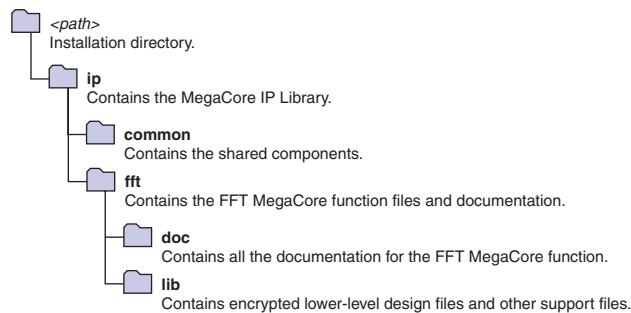 <path>
Installation directory.
ip
Contains the MegaCore IP Library.
common
Contains the shared components.
fft
Contains the FFT MegaCore function files and documentation.
doc
Contains all the documentation for the FFT MegaCore function.
lib
Contains encrypted lower-level design files and other support files.